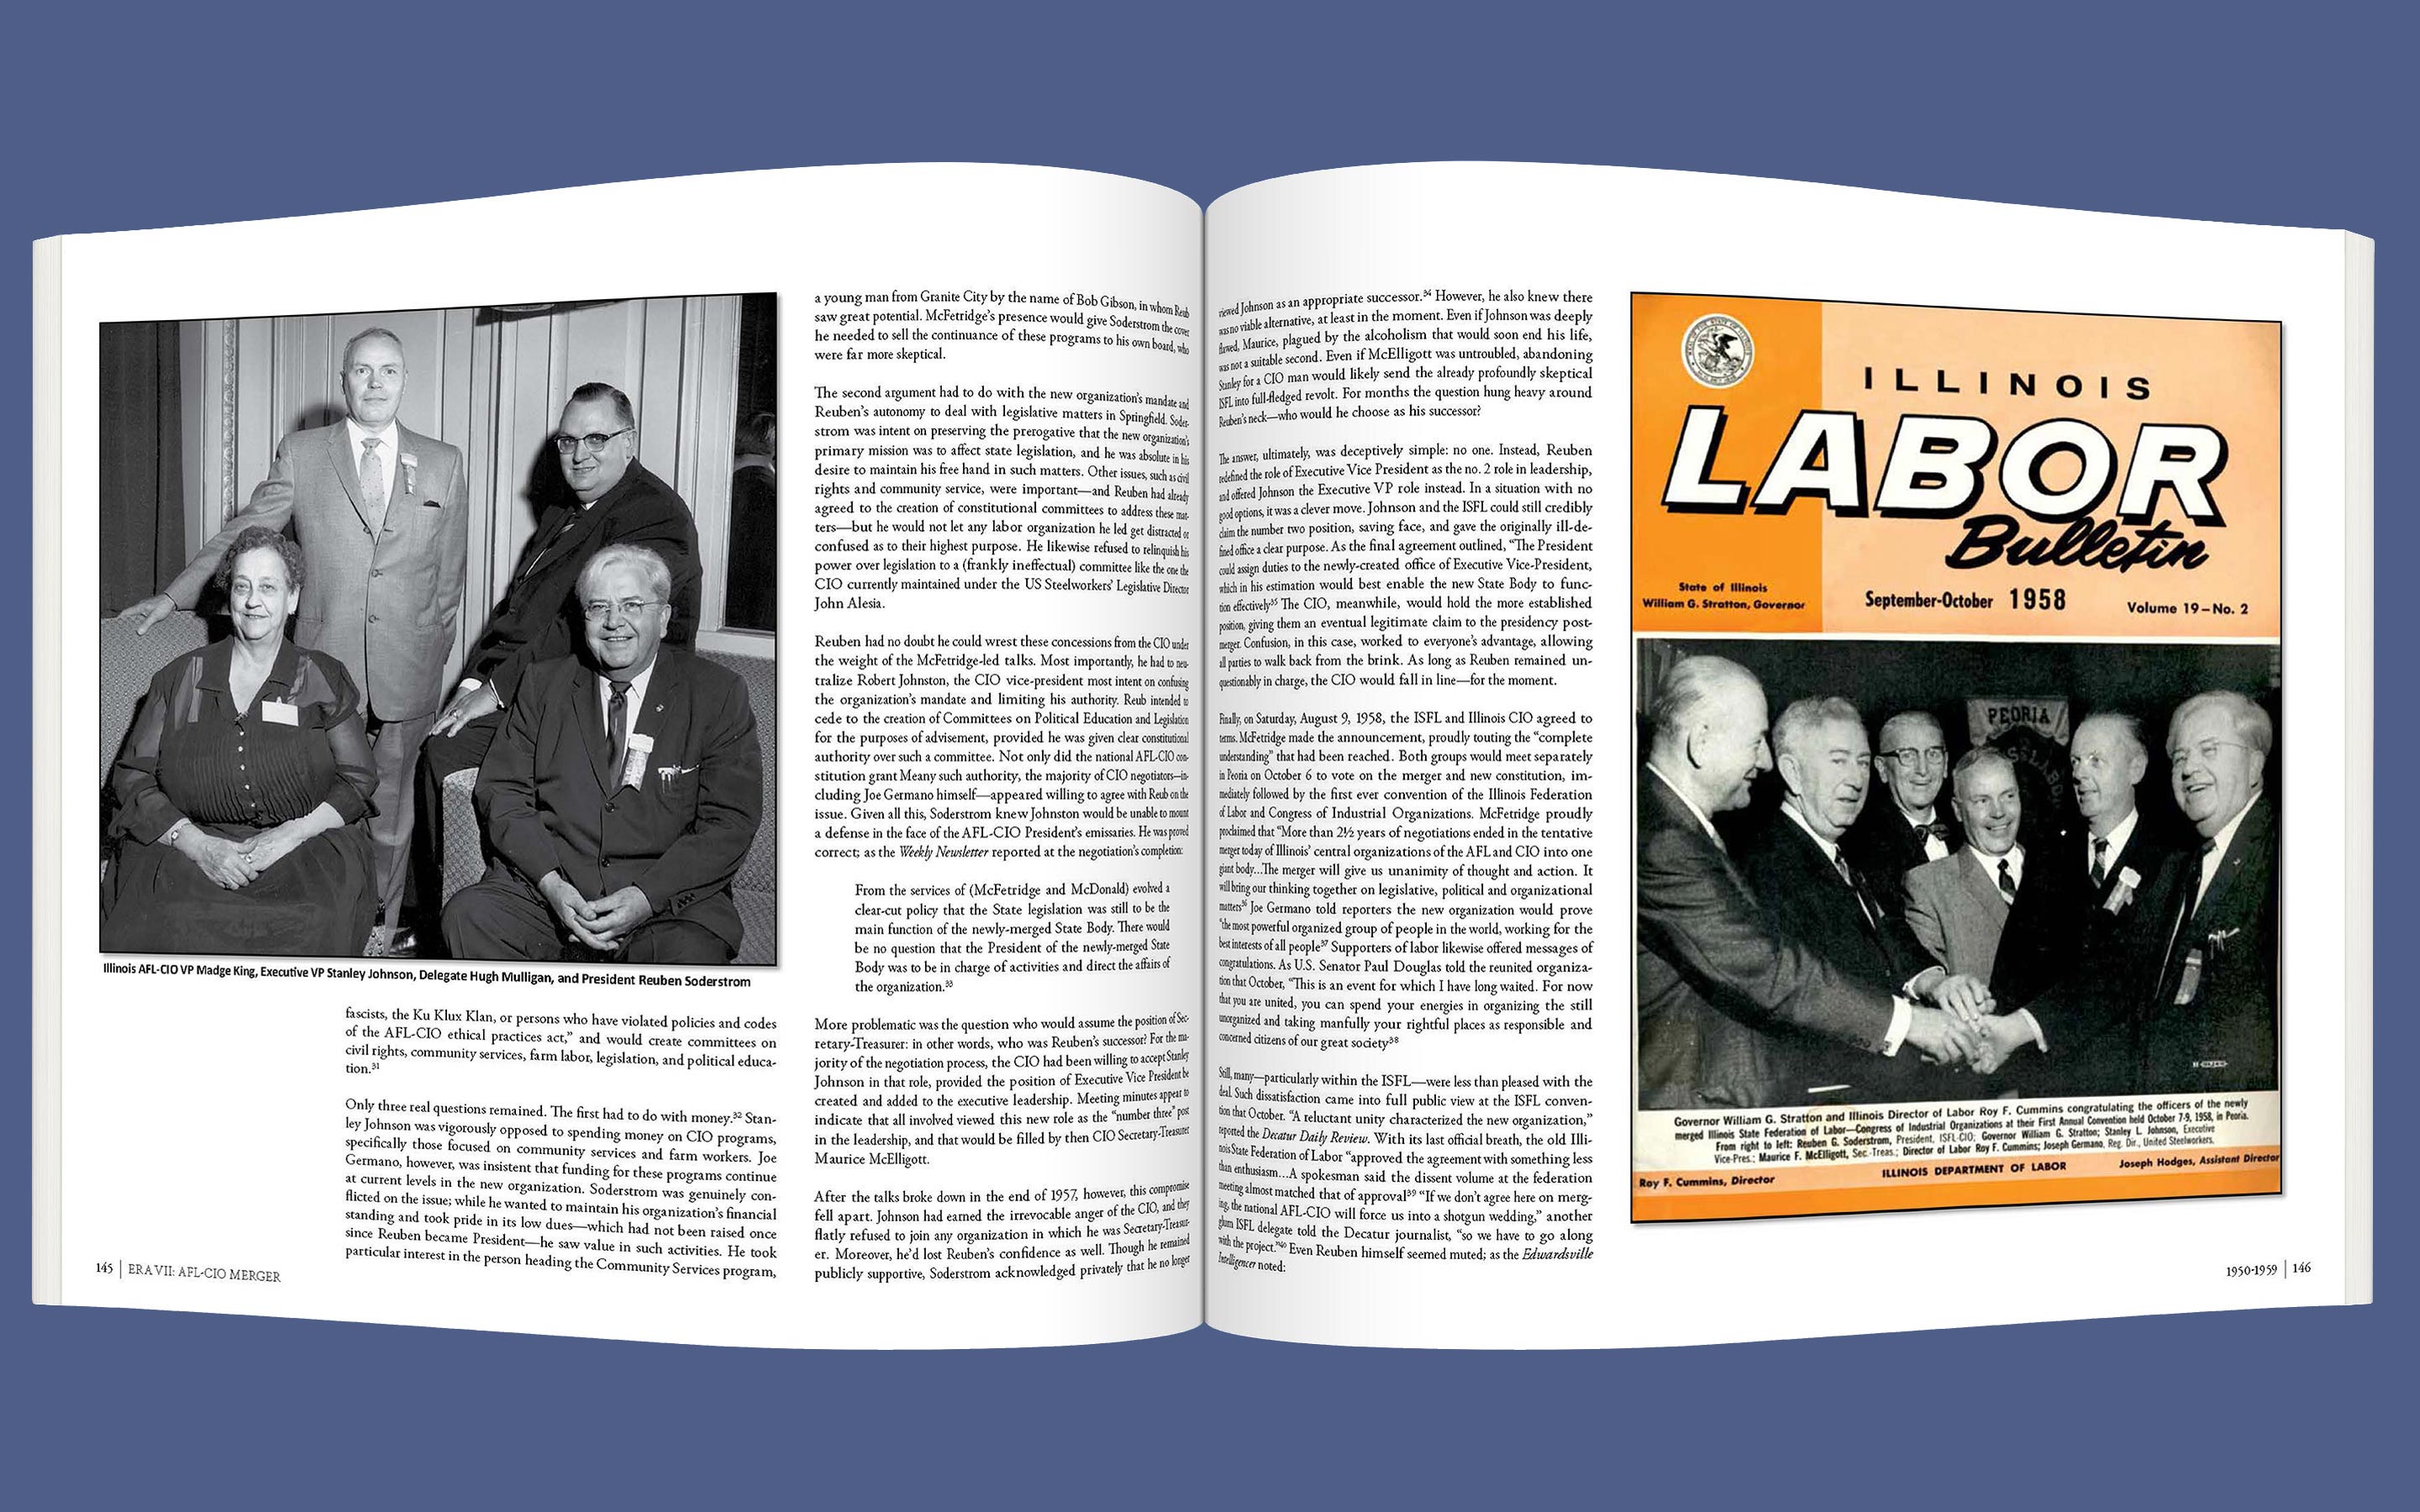 Illinois AFL-CIO VP Madge King, Executive VP Stanley Johnson, Delegate Hugh Mulligan, and President Reuben Soderstrom
fascists, the Ku Klux Klan, or persons who have violated policies and codes
of the AFL-CIO ethical practices act,” and would create committees on
civil rights, community services, farm labor, legislation, and political educa-
tion.³¹
Only three real questions remained. The first had to do with money.³² Stan-
ley Johnson was vigorously opposed to spending money on CIO programs,
specifically those focused on community services and farm workers. Joe
Germano, however, was insistent that funding for these programs continue
at current levels in the new organization. Soderstrom was genuinely con-
flicted on the issue; while he wanted to maintain his organization’s financial
standing and took pride in its low dues—which had not been raised once
since Reuben became President—he saw value in such activities. He took
particular interest in the person heading the Community Services program,
145 | ERA VII: AFL-CIO MERGER
a young man from Granite City by the name of Bob Gibson, in whom Reub
saw great potential. McFetridge’s presence would give Soderstrom the cover
he needed to sell the continuance of these programs to his own board, who
were far more skeptical.
The second argument had to do with the new organization’s mandate and
Reuben’s autonomy to deal with legislative matters in Springfield. Soder-
strom was intent on preserving the prerogative that the new organization’s
primary mission was to affect state legislation, and he was absolute in his
desire to maintain his free hand in such matters. Other issues, such as civil
rights and community service, were important—and Reuben had already
agreed to the creation of constitutional committees to address these mat-
ters—but he would not let any labor organization he led get distracted or
confused as to their highest purpose. He likewise refused to relinquish his
power over legislation to a (frankly ineffectual) committee like the one the
CIO currently maintained under the US Steelworkers’ Legislative Director
John Alesia.
Reuben had no doubt he could wrest these concessions from the CIO under
the weight of the McFetridge-led talks. Most importantly, he had to neu-
tralize Robert Johnston, the CIO vice-president most intent on confusing
the organization’s mandate and limiting his authority. Reub intended to
cede to the creation of Committees on Political Education and Legislation
for the purposes of advisement, provided he was given clear constitutional
authority over such a committee. Not only did the national AFL-CIO con-
stitution grant Meany such authority, the majority of CIO negotiators—in-
cluding Joe Germano himself—appeared willing to agree with Reub on the
issue. Given all this, Soderstrom knew Johnston would be unable to mount
a defense in the face of the AFL-CIO President’s emissaries. He was proved
correct; as the Weekly Newsletter reported at the negotiation’s completion:
From the services of (McFetridge and McDonald) evolved a
clear-cut policy that the State legislation was still to be the
main function of the newly-merged State Body. There would
be no question that the President of the newly-merged State
Body was to be in charge of activities and direct the affairs of
the organization.³³
More problematic was the question who would assume the position of Sec-
retary-Treasurer: in other words, who was Reuben’s successor? For the ma-
jority of the negotiation process, the CIO had been willing to accept Stanley
Johnson in that role, provided the position of Executive Vice President be
created and added to the executive leadership. Meeting minutes appear to
indicate that all involved viewed this new role as the “number three” post
in the leadership, and that would be filled by then CIO Secretary-Treasurer
Maurice McElligott.
After the talks broke down in the end of 1957, however, this compromise
fell apart. Johnson had earned the irrevocable anger of the CIO, and they
flatly refused to join any organization in which he was Secretary-Treasur-
er. Moreover, he’d lost Reuben’s confidence as well. Though he remained
publicly supportive, Soderstrom acknowledged privately that he no longer
viewed Johnson as an appropriate successor.³⁴ However, he also knew there
was no viable alternative, at least in the moment. Even if Johnson was deeply
flawed, Maurice, plagued by the alcoholism that would soon end his life,
was not a suitable second. Even if McElligott was untroubled, abandoning
Stanley for a CIO man would likely send the already profoundly skeptical
ISFL into full-fledged revolt. For months the question hung heavy around
Reuben’s neck—who would he choose as his successor?
The answer, ultimately, was deceptively simple: no one. Instead, Reuben
redefined the role of Executive Vice President as the no. 2 role in leadership,
and offered Johnson the Executive VP role instead. In a situation with no
good options, it was a clever move. Johnson and the ISFL could still credibly
claim the number two position, saving face, and gave the originally ill-de-
fined office a clear purpose. As the final agreement outlined, “The President
could assign duties to the newly-created office of Executive Vice-President,
which in his estimation would best enable the new State Body to func-
tion effectively³⁵ The CIO, meanwhile, would hold the more established
position, giving them an eventual legitimate claim to the presidency post-
merger. Confusion, in this case, worked to everyone’s advantage, allowing
all parties to walk back from the brink. As long as Reuben remained un-
questionably in charge, the CIO would fall in line—for the moment.
Finally, on Saturday, August 9, 1958, the ISFL and Illinois CIO agreed to
terms. McFetridge made the announcement, proudly touting the “complete
understanding” that had been reached. Both groups would meet separately
in Peoria on October 6 to vote on the merger and new constitution, im-
mediately followed by the first ever convention of the Illinois Federation
of Labor and Congress of Industrial Organizations. McFetridge proudly
proclaimed that “More than 2½ years of negotiations ended in the tentative
merger today of Illinois’ central organizations of the AFL and CIO into one
giant body...The merger will give us unanimity of thought and action. It
will bring our thinking together on legislative, political and organizational
matters³⁶ Joe Germano told reporters the new organization would prove
“the most powerful organized group of people in the world, working for the
best interests of all people³⁷ Supporters of labor likewise offered messages of
congratulations. As U.S. Senator Paul Douglas told the reunited organiza-
tion that October, “This is an event for which I have long waited. For now
that you are united, you can spend your energies in organizing the still
unorganized and taking manfully your rightful places as responsible and
concerned citizens of our great society³⁸
Still, many—particularly within the ISFL—were less than pleased with the
deal. Such dissatisfaction came into full public view at the ISFL conven-
tion that October. “A reluctant unity characterized the new organization,”
reported the Decatur Daily Review. With its last official breath, the old Illi-
nois State Federation of Labor “approved the agreement with something less
than enthusiasm...A spokesman said the dissent volume at the federation
meeting almost matched that of approval³⁹ “If we don’t agree here on merg-
ing, the national AFL-CIO will force us into a shotgun wedding,” another
glum ISFL delegate told the Decatur journalist, “so we have to go along
with the project.”⁴⁰ Even Reuben himself seemed muted; as the Edwardsville
Intelligencer noted:
ILLINOIS
LABOR
Bulletin
State of Illinois
William G. Stratton, Governor
September-October 1958
Volume 19 – No. 2
PEORIA
Governor William G. Stratton and Illinois Director of Labor Roy F. Cummins congratulating the officers of the newly
merged Illinois State Federation of Labor—Congress of Industrial Organizations at their First Annual Convention held October 7-9, 1958, in Peoria.
From right to left: Reuben G. Soderstrom, President, ISFL-CIO; Governor William G. Stratton; Stanley L. Johnson, Executive
Vice-Pres.; Maurice F. McElligott, Sec.-Treas.; Director of Labor Roy F. Cummins; Joseph Germano, Reg. Dir., United Steelworkers.
Roy F. Cummins, Director
ILLINOIS DEPARTMENT OF LABOR
Joseph Hodges, Assistant Director
1950-1959 | 146